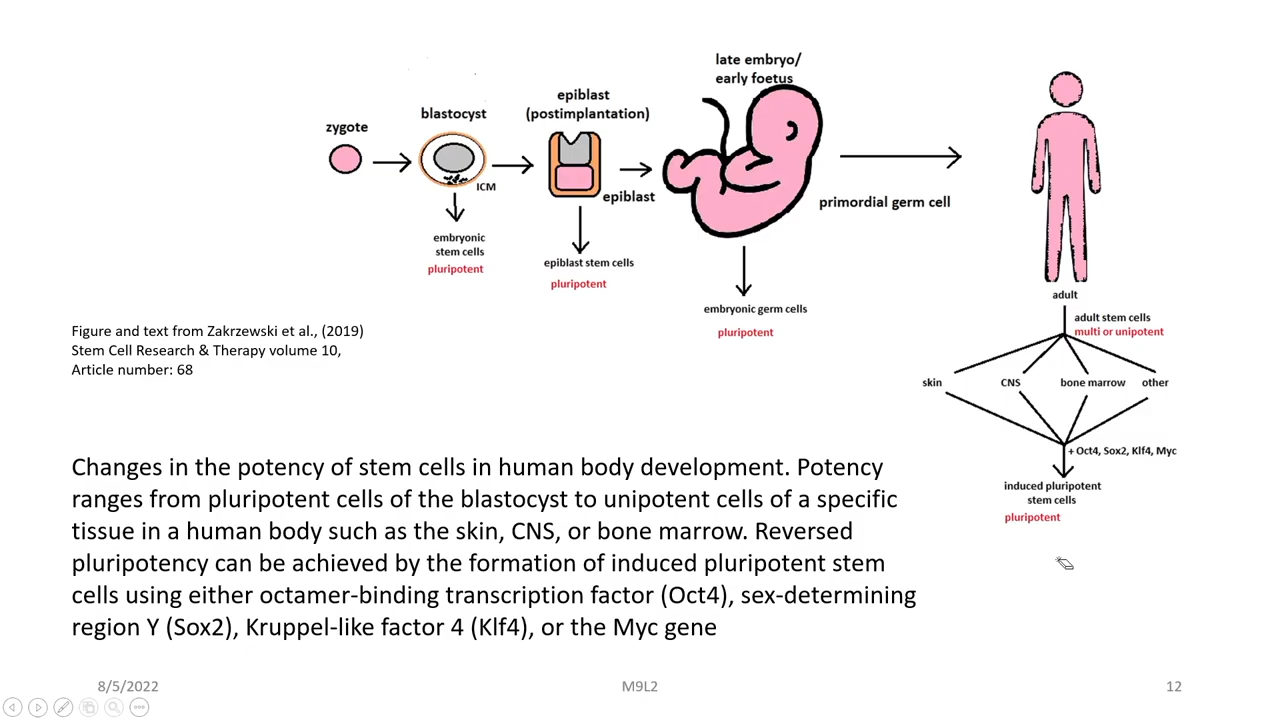 late embryo/
early foetus
epiblast
(postimplantation)
blastocyst
zygote
ICM
epiblast
primordial germ cell
embryonic
stem cells
pluripotent
epiblast stem cells
pluripotent
embryonic germ cells
pluripotent
adult
adult stem cells
multi or unipotent
skin
CNS
bone marrow
other
+ Oct4, Sox2, Klf4, Myc
induced pluripotent
stem cells
pluripotent
Figure and text from Zakrzewski et al., (2019)
Stem Cell Research & Therapy volume 10,
Article number: 68
Changes in the potency of stem cells in human body development. Potency
ranges from pluripotent cells of the blastocyst to unipotent cells of a specific
tissue in a human body such as the skin, CNS, or bone marrow. Reversed
pluripotency can be achieved by the formation of induced pluripotent stem
cells using either octamer-binding transcription factor (Oct4), sex-determining
region Y (Sox2), Kruppel-like factor 4 (Klf4), or the Myc gene
8/5/2022
M9L2
12